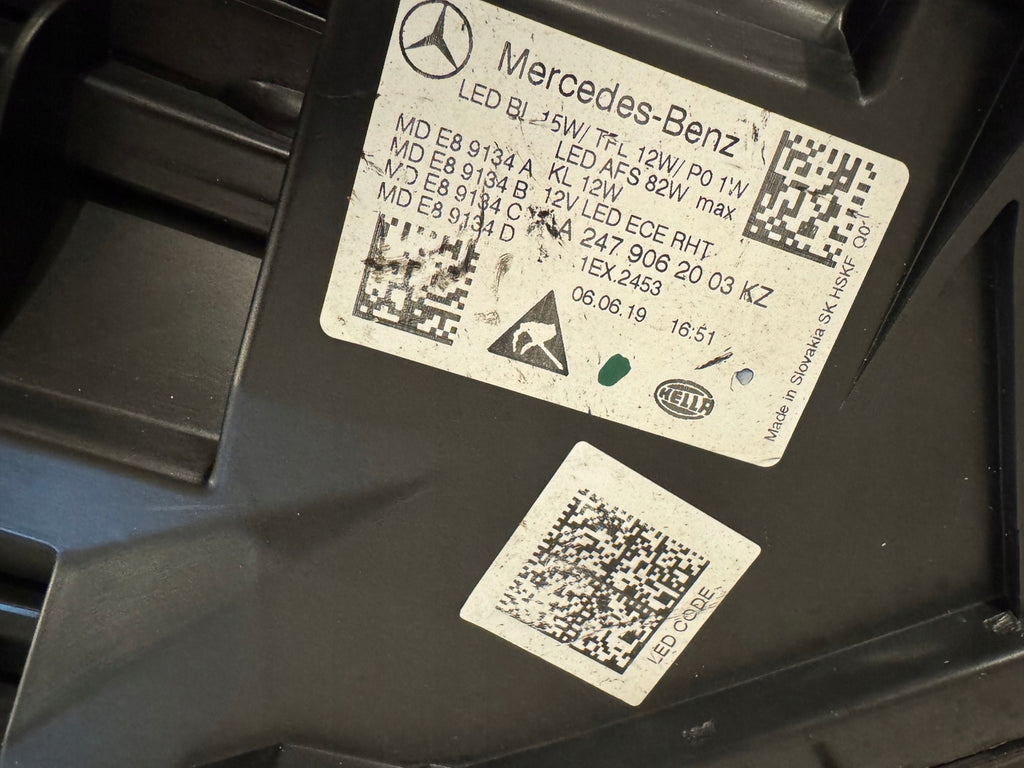 Mercedes-Benz
LED BL 15W/ TFL 12W/ PO 1W
LED AFS 82W max
MD E8 9134 A KL 12W
MD E8 9134 B 12V LED ECE RHT
MD E8 9134 C A 247 906 20 03 KZ
MD E8 9134 D 1EX.2453
06.06.19 16:51
HELLA
Made in Slovakia SK HSKF Q01
LED CODE